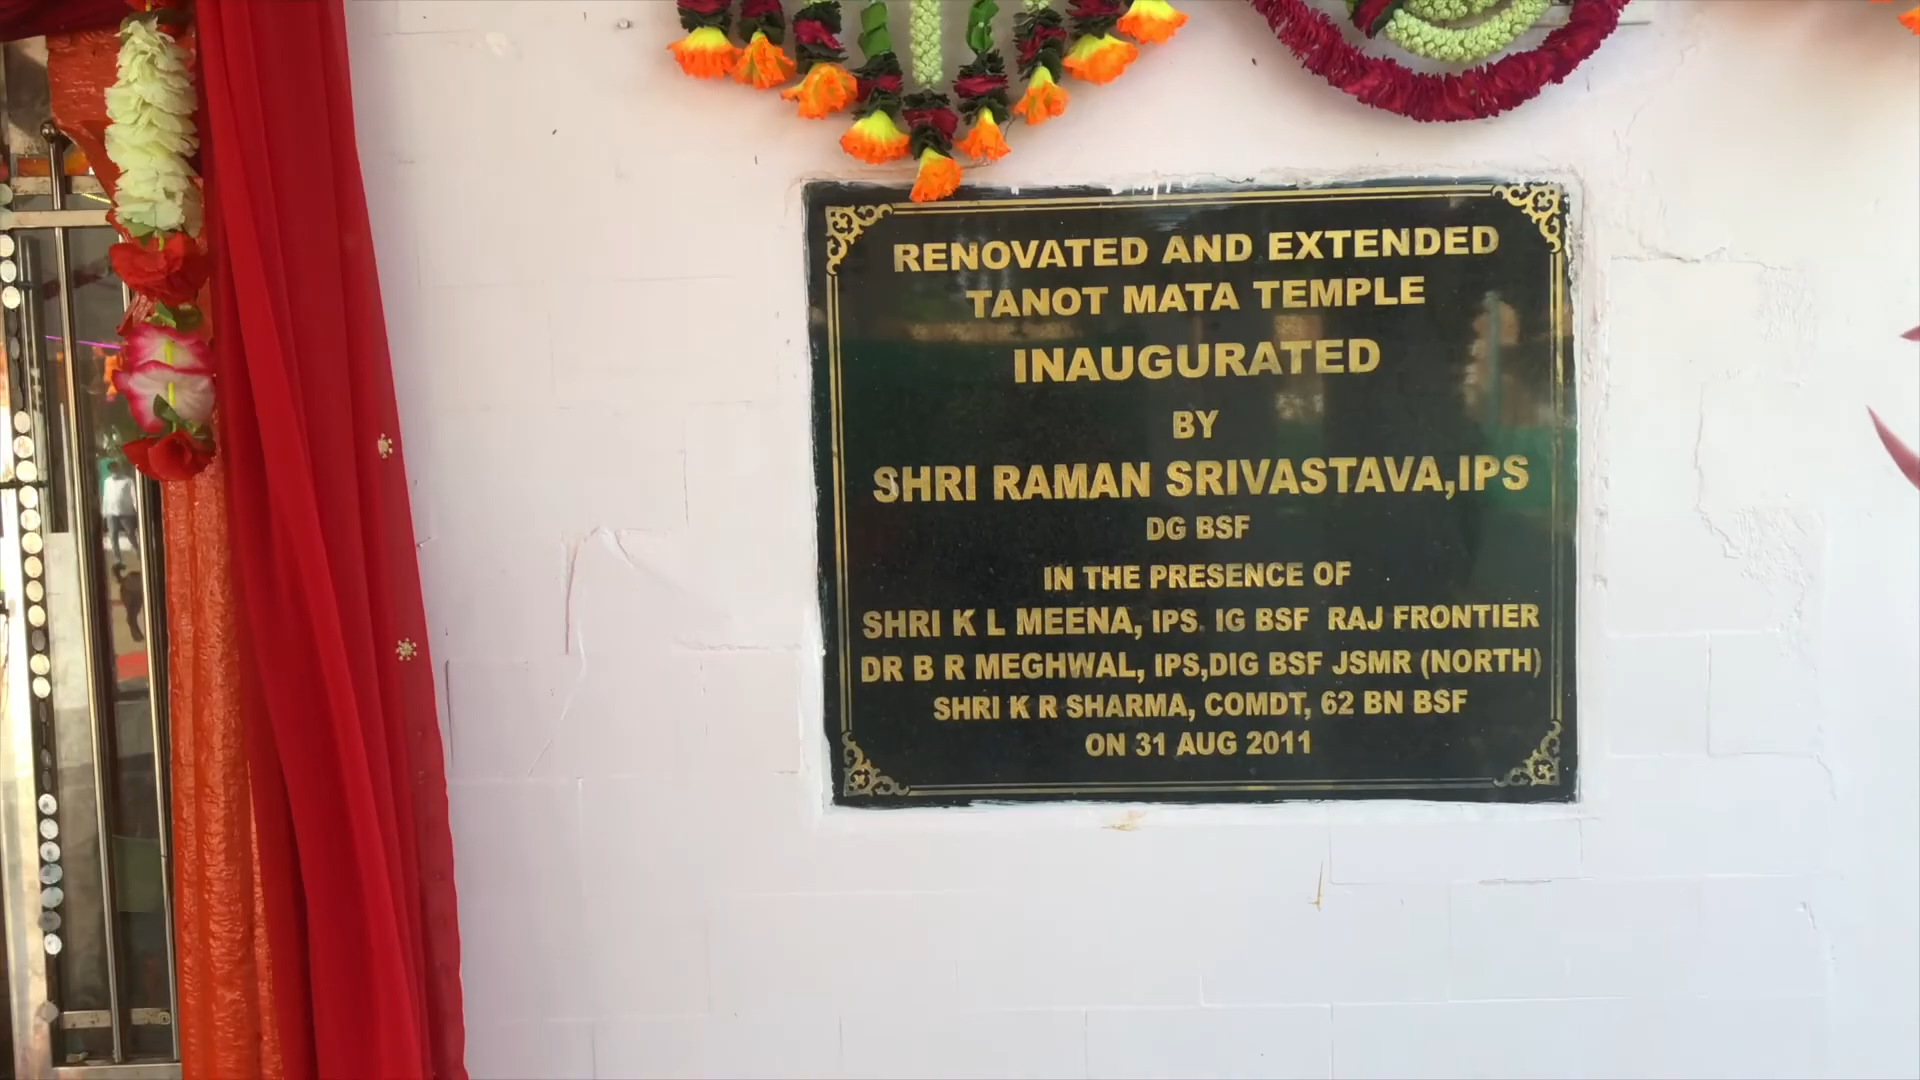 RENOVATED AND EXTENDED
TANOT MATA TEMPLE
INAUGURATED
BY
SHRI RAMAN SRIVASTAVA,IPS
DG BSF
IN THE PRESENCE OF
SHRI K L MEENA, IPS, IG BSF RAJ FRONTIER
DR B R MEGHWAL, IPS,DIG BSF JSMR (NORTH)
SHRI K R SHARMA, COMDT, 62 BN BSF
ON 31 AUG 2011